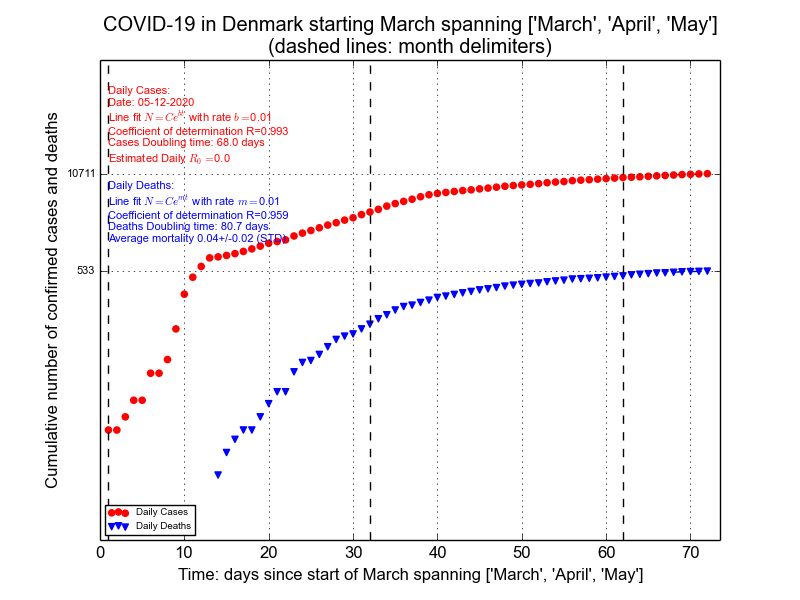 COVID-19 in Denmark starting March spanning ['March', 'April', 'May']
(dashed lines: month delimiters)
Cumulative number of confirmed cases and deaths
Daily Cases:
Date: 05-12-2020
Line fit N = Ce^{bt} with rate b = 0.01
Coefficient of determination R=0.993
Cases Doubling time: 68.0 days
Estimated Daily R_0 = 0.0
10711
Daily Deaths:
Line fit N = Ce^{mt} with rate m = 0.01
Coefficient of determination R=0.959
Deaths Doubling time: 80.7 days
Average mortality 0.04+/-0.02 (STD)
533
Daily Cases
Daily Deaths
0 10 20 30 40 50 60 70
Time: days since start of March spanning ['March', 'April', 'May']